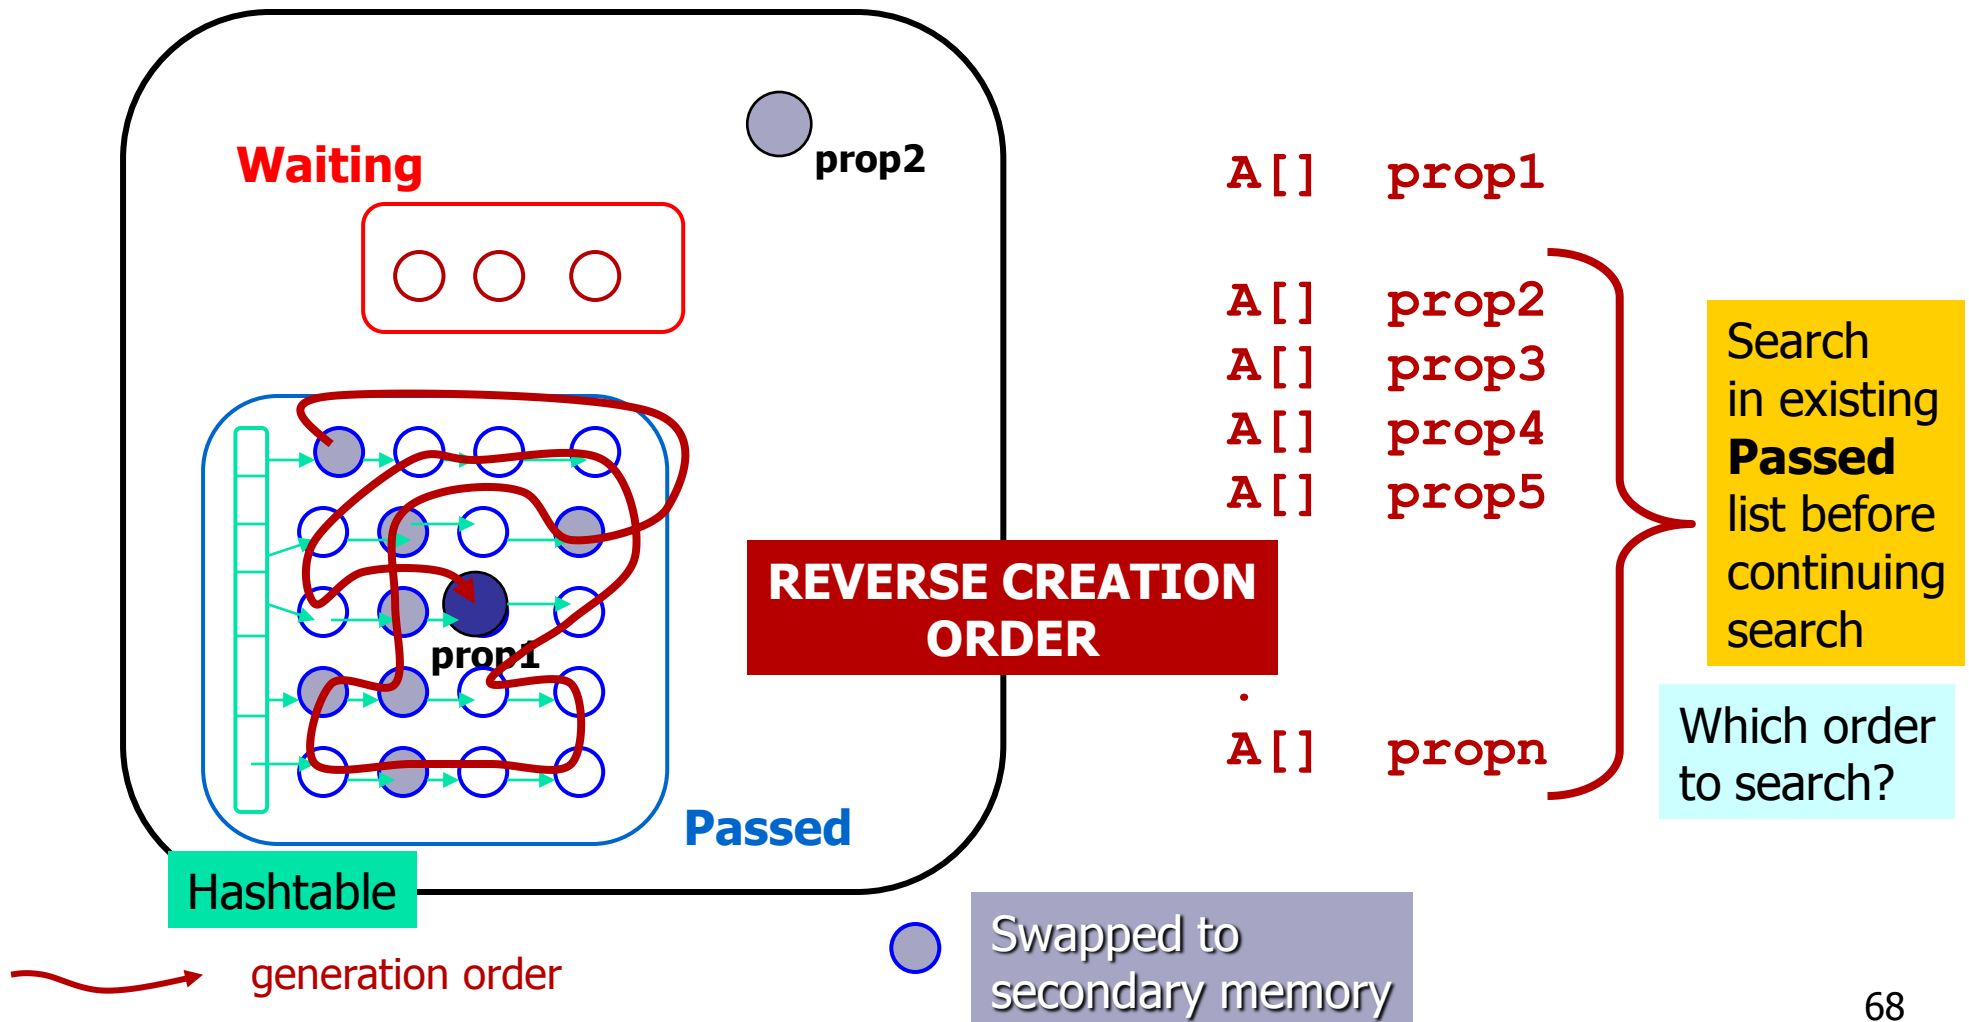 Waiting
prop2
prop1
Passed
Hashtable
generation order
A[] prop1
A[] prop2
A[] prop3
A[] prop4
A[] prop5
.
A[] propn
REVERSE CREATION
ORDER
Search
in existing
Passed
list before
continuing
search
Which order
to search?
Swapped to
secondary memory
68